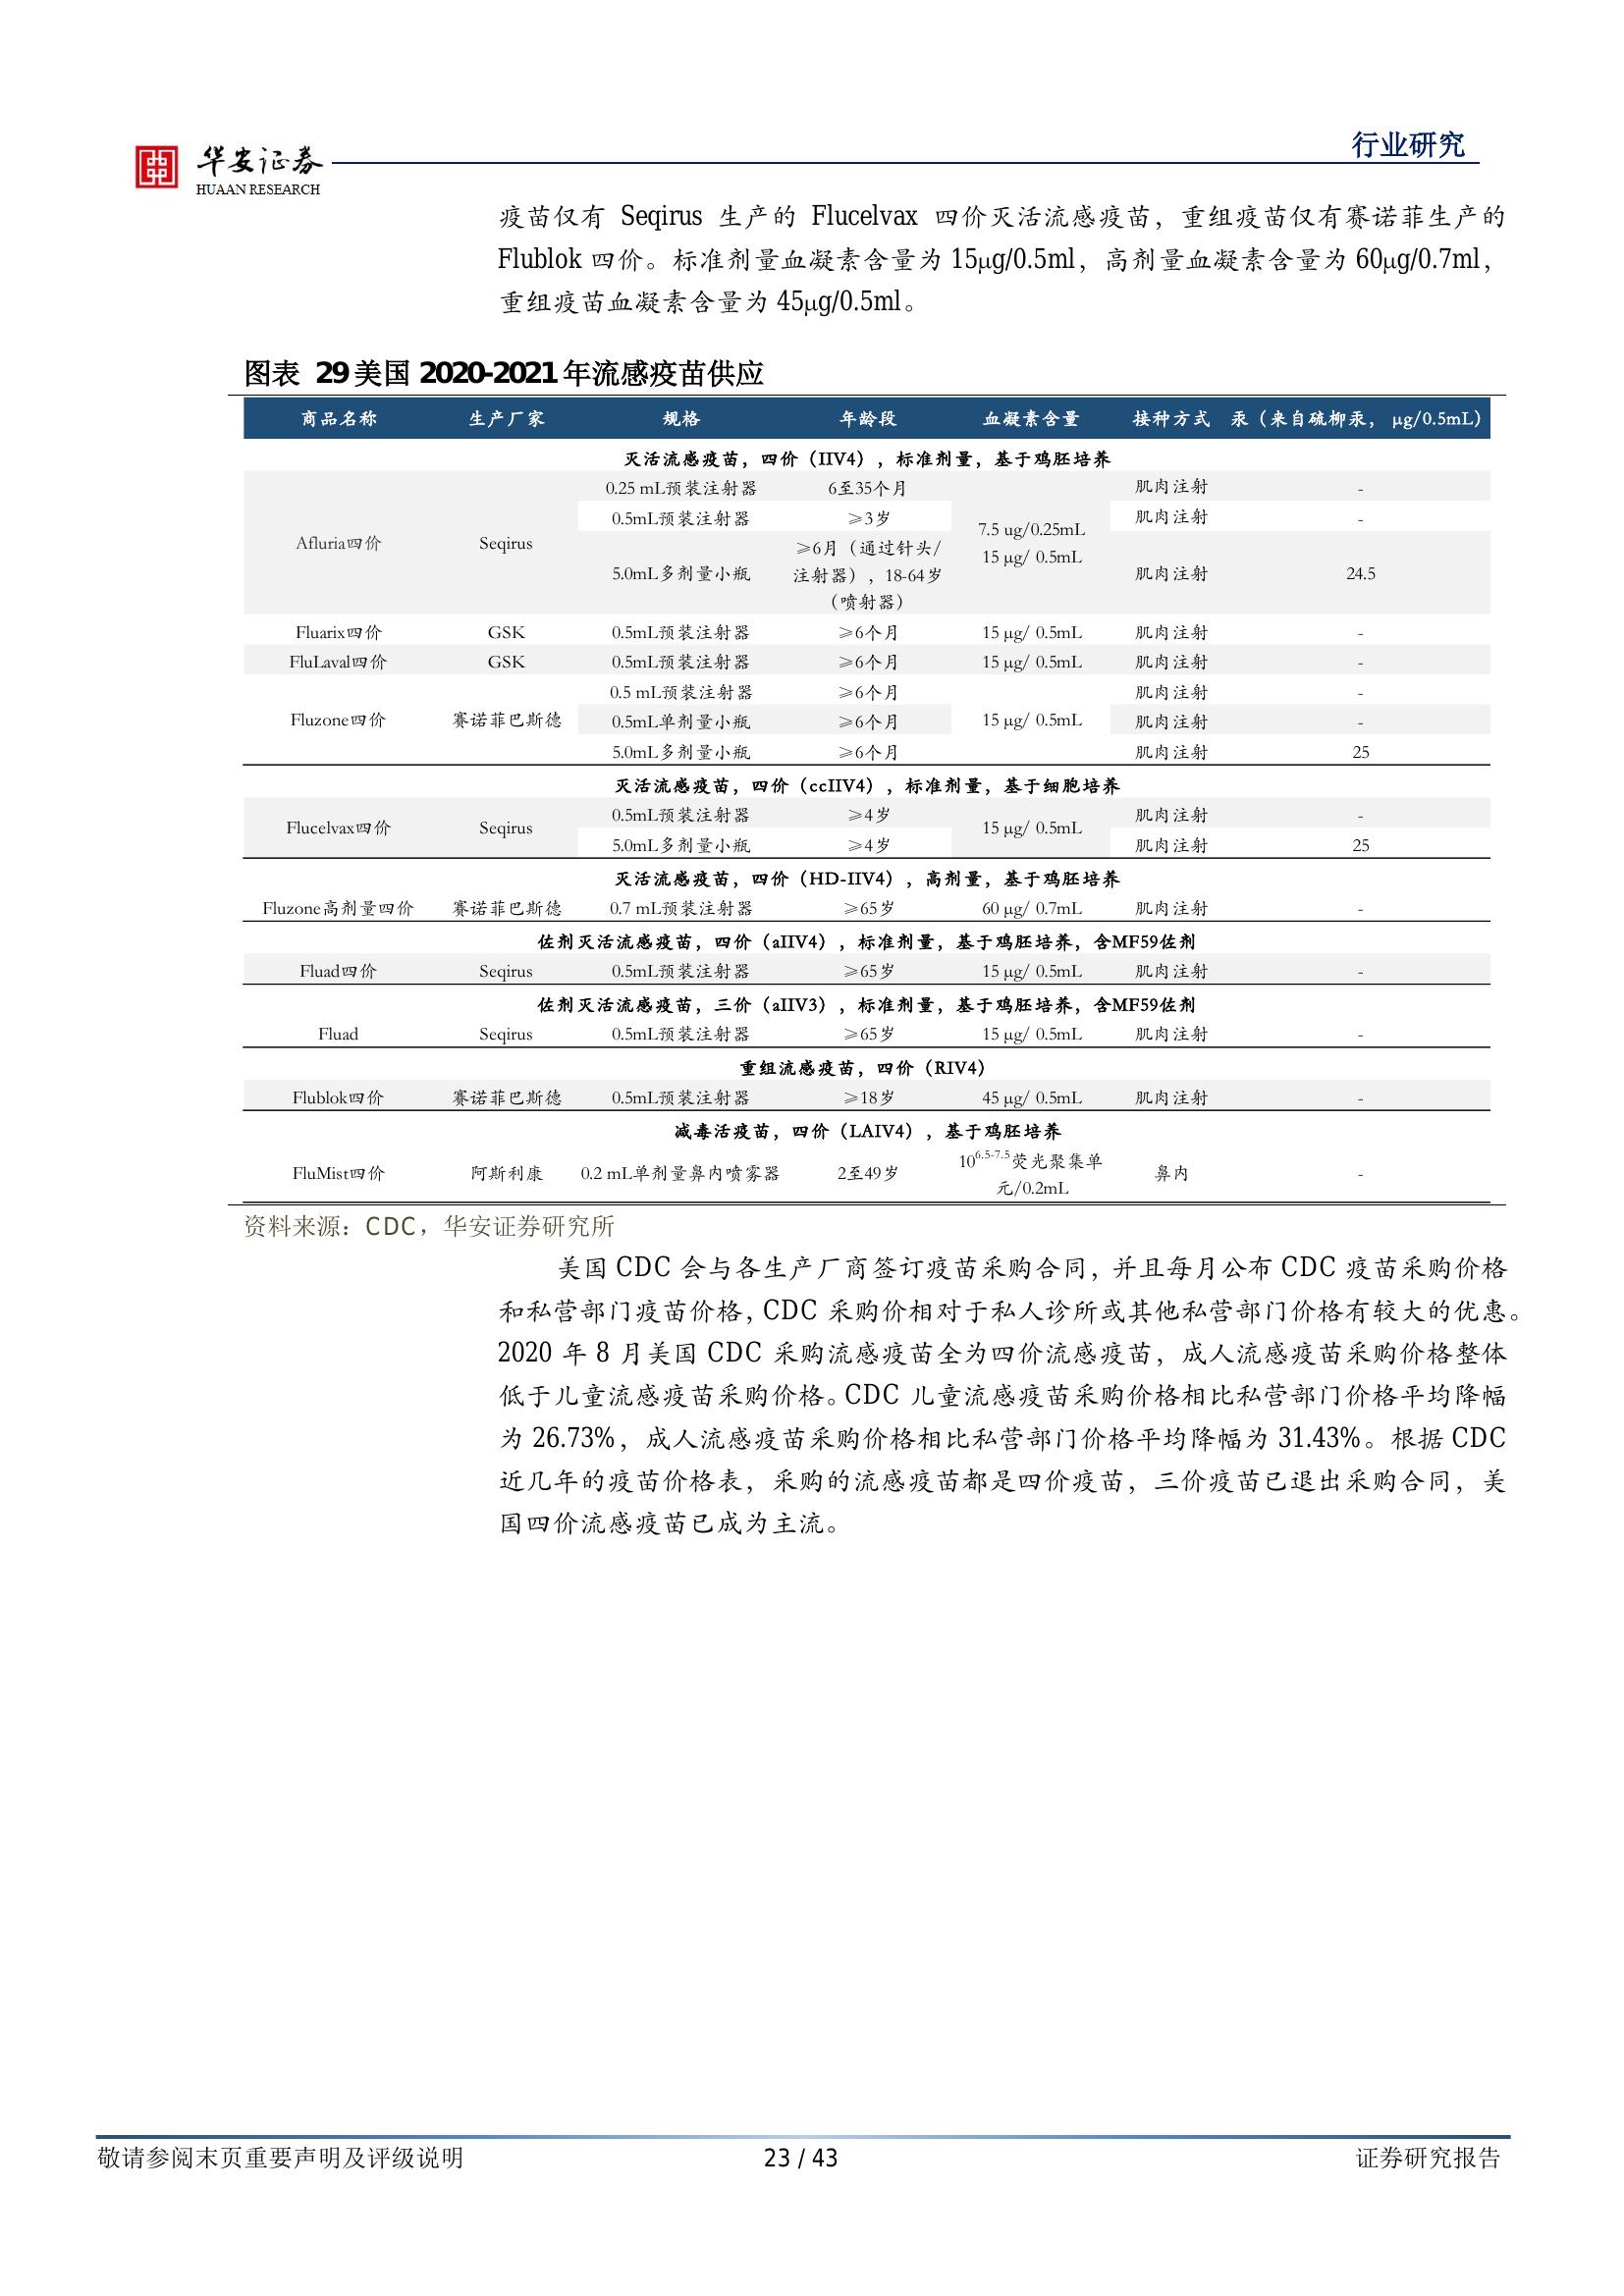 华安证券
HUAAN RESEARCH
行业研究
疫苗仅有 Seqirus 生产的 Flucelvax 四价灭活流感疫苗，重组疫苗仅有赛诺菲生产的
Flublok 四价。标准剂量血凝素含量为 15μg/0.5ml，高剂量血凝素含量为 60μg/0.7ml，
重组疫苗血凝素含量为 45μg/0.5ml。
图表 29 美国 2020-2021 年流感疫苗供应
商品名称 生产厂家 规格 年龄段 血凝素含量 接种方式 汞（来自硫柳汞， μg/0.5mL）
灭活流感疫苗，四价（IIV4），标准剂量，基于鸡胚培养
Afluria四价 Seqirus 0.25 mL预装注射器 6至35个月 7.5 ug/0.25mL 肌肉注射 -
0.5mL预装注射器 ≥3岁 15 μg/ 0.5mL 肌肉注射 -
5.0mL多剂量小瓶 ≥6月（通过针头/ 肌肉注射 24.5
注射器），18-64岁
（喷射器）
Fluarix四价 GSK 0.5mL预装注射器 ≥6个月 15 μg/ 0.5mL 肌肉注射 -
FluLaval四价 GSK 0.5mL预装注射器 ≥6个月 15 μg/ 0.5mL 肌肉注射 -
0.5 mL预装注射器 ≥6个月 肌肉注射 -
Fluzone四价 赛诺菲巴斯德 0.5mL单剂量小瓶 ≥6个月 15 μg/ 0.5mL 肌肉注射 -
5.0mL多剂量小瓶 ≥6个月 肌肉注射 25
灭活流感疫苗，四价（ccIIV4），标准剂量，基于细胞培养
Flucelvax四价 Seqirus 0.5mL预装注射器 ≥4岁 15 μg/ 0.5mL 肌肉注射 -
5.0mL多剂量小瓶 ≥4岁 肌肉注射 25
灭活流感疫苗，四价（HD-IIV4），高剂量，基于鸡胚培养
Fluzone高剂量四价 赛诺菲巴斯德 0.7 mL预装注射器 ≥65岁 60 μg/ 0.7mL 肌肉注射 -
佐剂灭活流感疫苗，四价（aIIV4），标准剂量，基于鸡胚培养，含MF59佐剂
Fluad四价 Seqirus 0.5mL预装注射器 ≥65岁 15 μg/ 0.5mL 肌肉注射 -
佐剂灭活流感疫苗，三价（aIIV3），标准剂量，基于鸡胚培养，含MF59佐剂
Fluad Seqirus 0.5mL预装注射器 ≥65岁 15 μg/ 0.5mL 肌肉注射 -
重组流感疫苗，四价（RIV4）
Flublok四价 赛诺菲巴斯德 0.5mL预装注射器 ≥18岁 45 μg/ 0.5mL 肌肉注射 -
减毒活疫苗，四价（LAIV4），基于鸡胚培养
FluMist四价 阿斯利康 0.2 mL单剂量鼻内喷雾器 2至49岁 10^6.5-7.5荧光聚集单 鼻内 -
元/0.2mL
资料来源：CDC，华安证券研究所
美国 CDC 会与各生产厂商签订疫苗采购合同，并且每月公布 CDC 疫苗采购价格
和私营部门疫苗价格，CDC 采购价相对于私人诊所或其他私营部门价格有较大的优惠。
2020 年 8 月美国 CDC 采购流感疫苗全为四价流感疫苗，成人流感疫苗采购价格整体
低于儿童流感疫苗采购价格。CDC 儿童流感疫苗采购价格相比私营部门价格平均降幅
为 26.73%，成人流感疫苗采购价格相比私营部门价格平均降幅为 31.43%。根据 CDC
近几年的疫苗价格表，采购的流感疫苗都是四价疫苗，三价疫苗已退出采购合同，美
国四价流感疫苗已成为主流。
敬请参阅末页重要声明及评级说明 23 / 43 证券研究报告